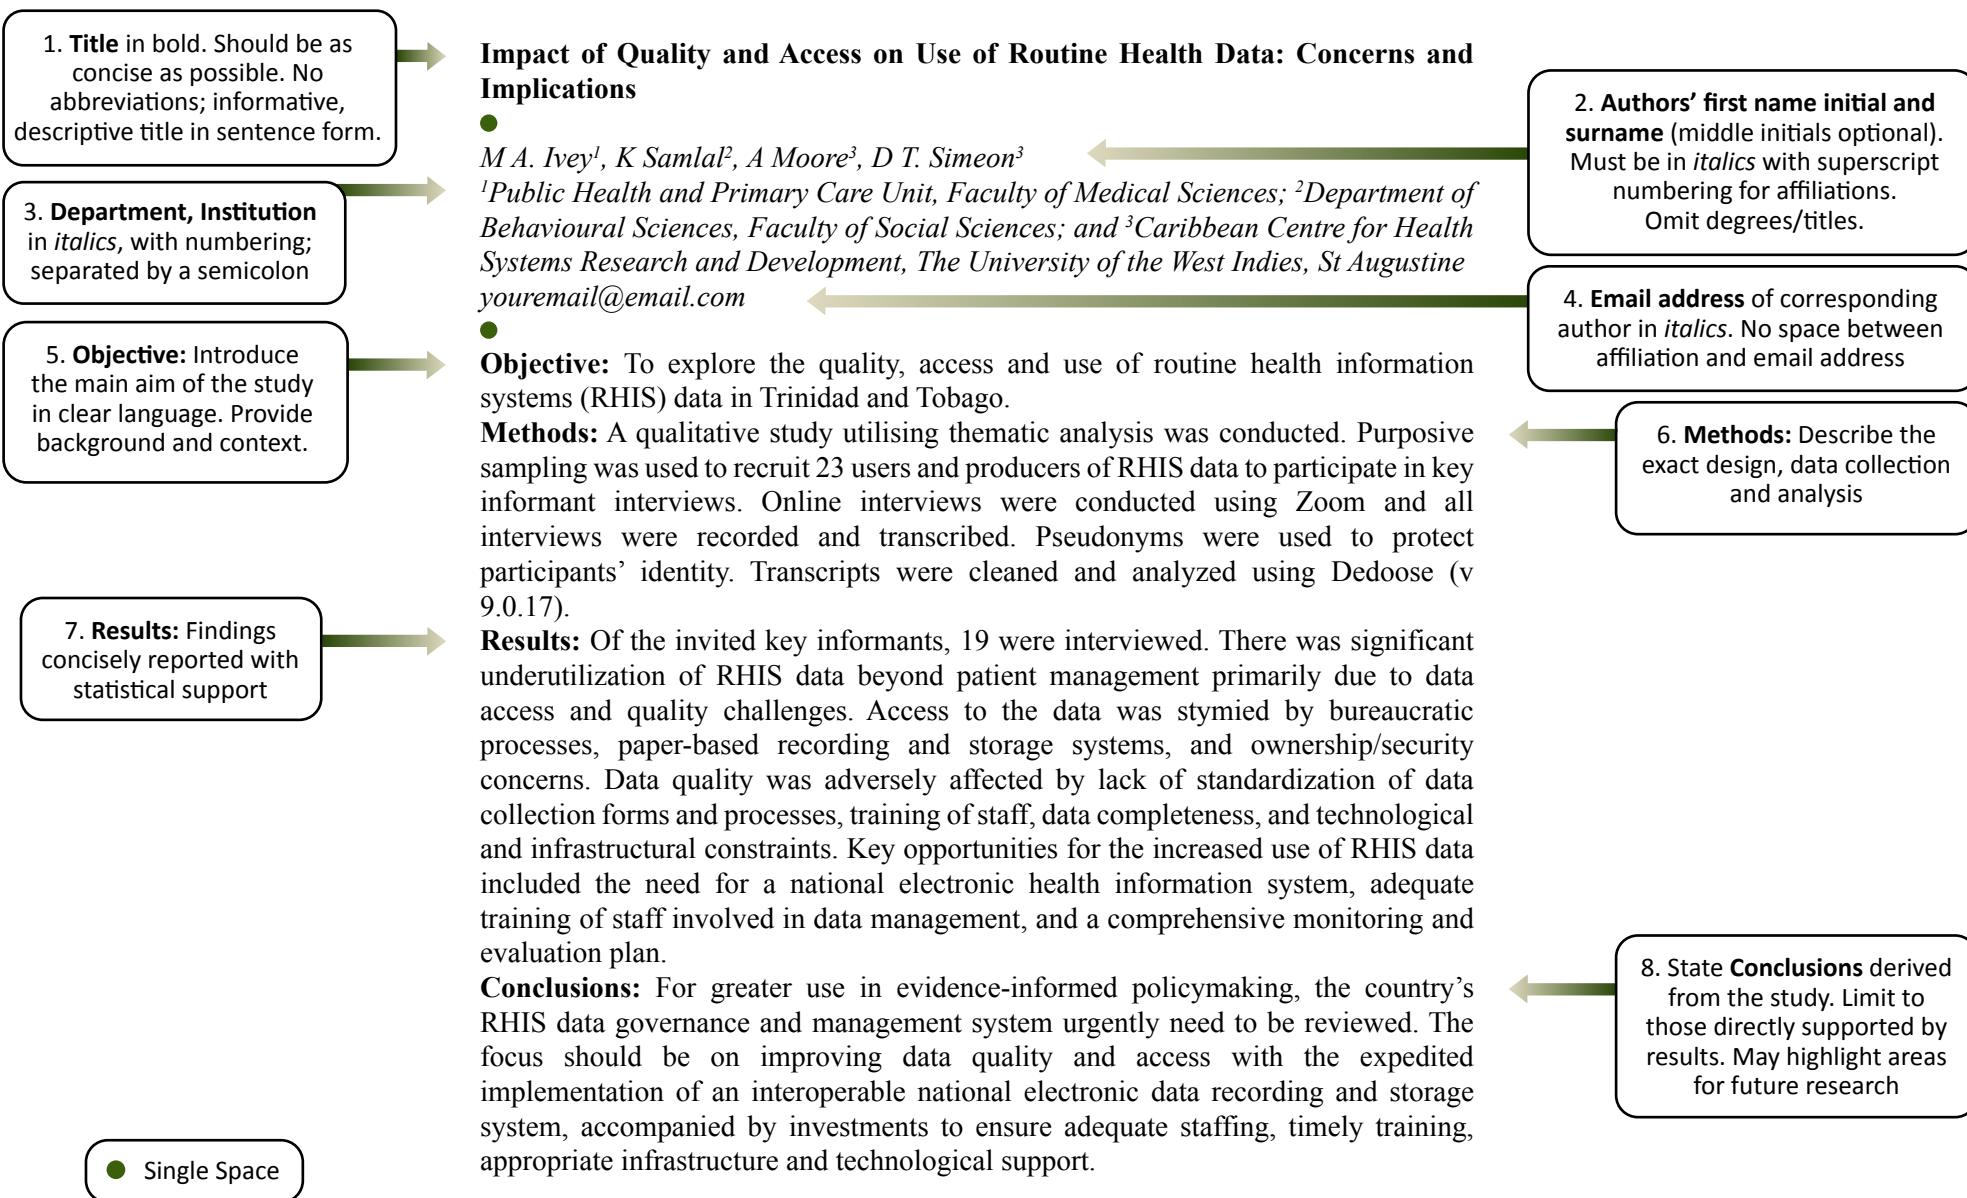 1. Title in bold. Should be as
concise as possible. No
abbreviations; informative,
descriptive title in sentence form.
Impact of Quality and Access on Use of Routine Health Data: Concerns and
Implications
2. Authors’ first name initial and
surname (middle initials optional).
Must be in italics with superscript
numbering for affiliations.
Omit degrees/titles.
M A. Ivey¹, K Samlal², A Moore³, D T. Simeon³
3. Department, Institution
in italics, with numbering;
separated by a semicolon
¹Public Health and Primary Care Unit, Faculty of Medical Sciences; ²Department of
Behavioural Sciences, Faculty of Social Sciences; and ³Caribbean Centre for Health
Systems Research and Development, The University of the West Indies, St Augustine
youremail@email.com
4. Email address of corresponding
author in italics. No space between
affiliation and email address
5. Objective: Introduce
the main aim of the study
in clear language. Provide
background and context.
Objective: To explore the quality, access and use of routine health information
systems (RHIS) data in Trinidad and Tobago.
Methods: A qualitative study utilising thematic analysis was conducted. Purposive
sampling was used to recruit 23 users and producers of RHIS data to participate in key
informant interviews. Online interviews were conducted using Zoom and all
interviews were recorded and transcribed. Pseudonyms were used to protect
participants’ identity. Transcripts were cleaned and analyzed using Dedoose (v
9.0.17).
6. Methods: Describe the
exact design, data collection
and analysis
7. Results: Findings
concisely reported with
statistical support
Results: Of the invited key informants, 19 were interviewed. There was significant
underutilization of RHIS data beyond patient management primarily due to data
access and quality challenges. Access to the data was stymied by bureaucratic
processes, paper-based recording and storage systems, and ownership/security
concerns. Data quality was adversely affected by lack of standardization of data
collection forms and processes, training of staff, data completeness, and technological
and infrastructural constraints. Key opportunities for the increased use of RHIS data
included the need for a national electronic health information system, adequate
training of staff involved in data management, and a comprehensive monitoring and
evaluation plan.
Conclusions: For greater use in evidence-informed policymaking, the country’s
RHIS data governance and management system urgently need to be reviewed. The
focus should be on improving data quality and access with the expedited
implementation of an interoperable national electronic data recording and storage
system, accompanied by investments to ensure adequate staffing, timely training,
appropriate infrastructure and technological support.
8. State Conclusions derived
from the study. Limit to
those directly supported by
results. May highlight areas
for future research
Single Space